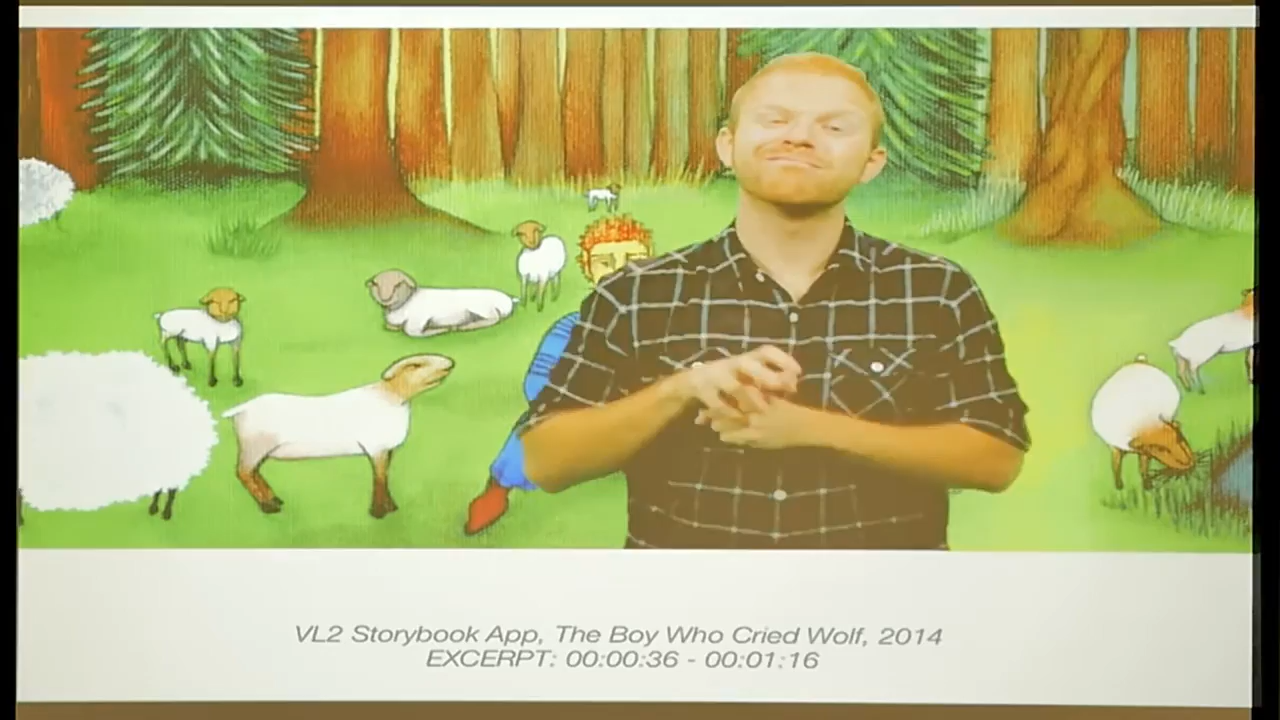 VL2 Storybook App, The Boy Who Cried Wolf, 2014
EXCERPT: 00:00:36 - 00:01:16